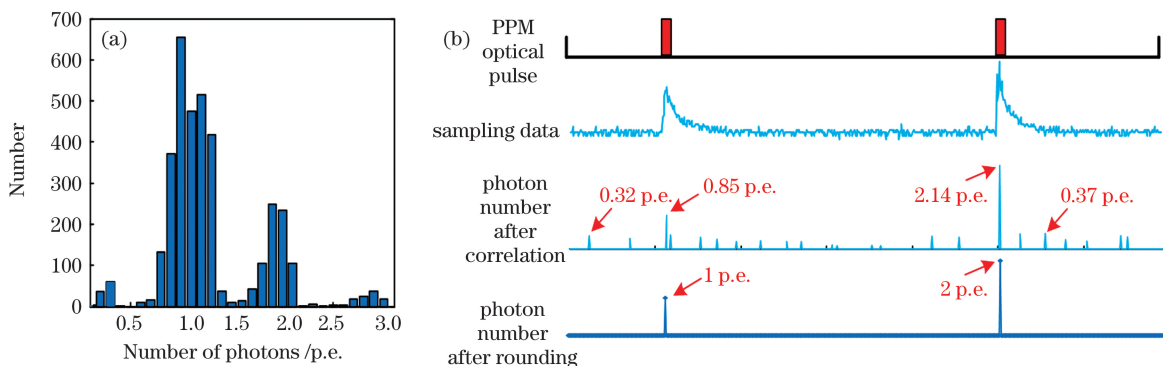 (a)
700
600
500
400
300
200
100
0
Number
0.5 1.0 1.5 2.0 2.5 3.0
Number of photons /p.e.
(b)
PPM
optical
pulse
sampling data
photon
number
after
correlation
0.32 p.e.
0.85 p.e.
2.14 p.e.
0.37 p.e.
photon
number
after rounding
1 p.e.
2 p.e.